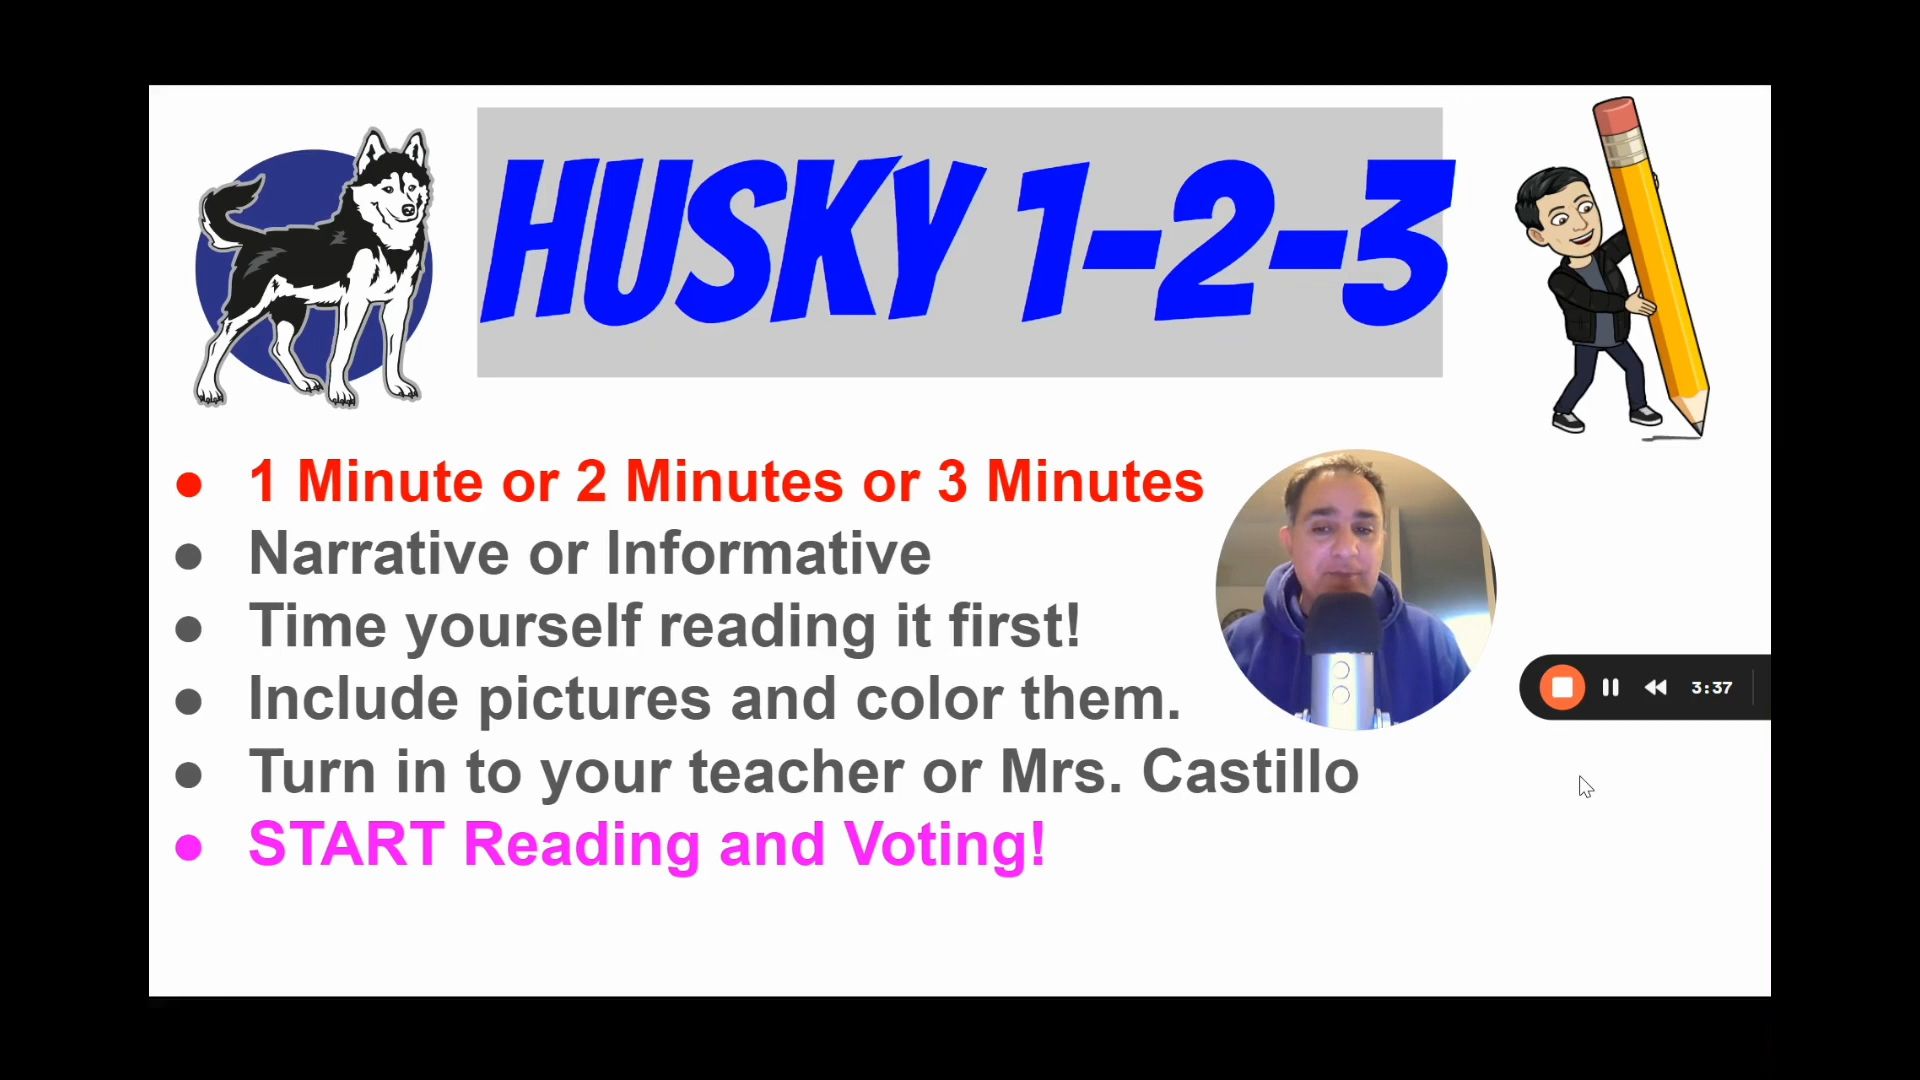 HUSKY 1-2-3
1 Minute or 2 Minutes or 3 Minutes
Narrative or Informative
Time yourself reading it first!
Include pictures and color them.
3:37
Turn in to your teacher or Mrs. Castillo
START Reading and Voting!